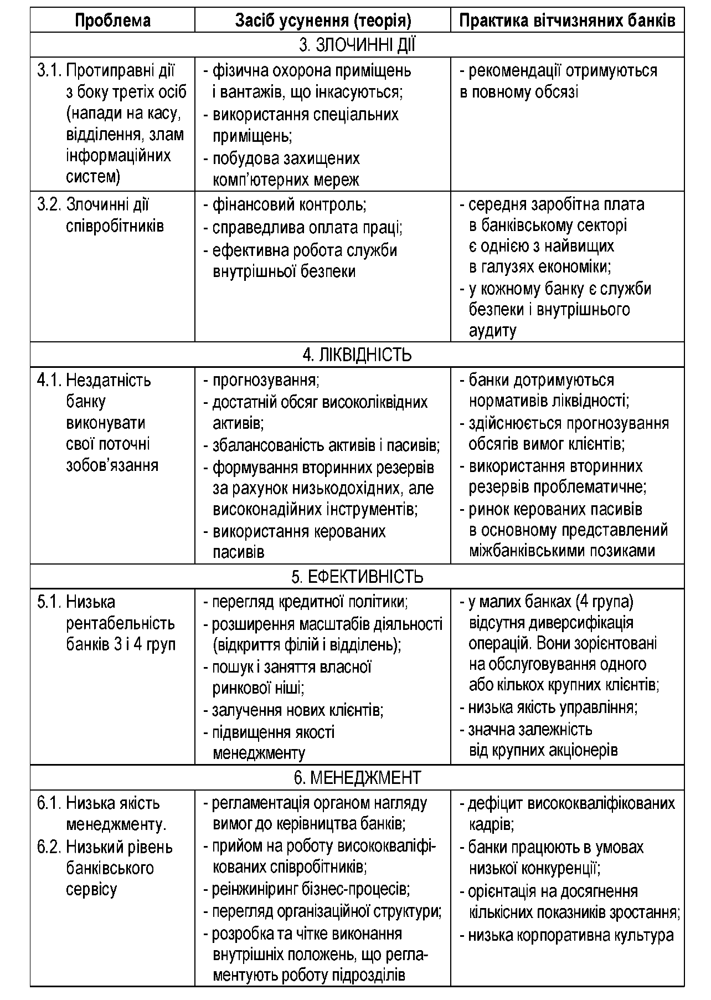 Проблема
Засіб усунення (теорія)
Практика вітчизняних банків
3. ЗЛОЧИННІ ДІЇ
3.1. Протиправні дії
з боку третіх осіб
(напади на касу,
відділення, злам
інформаційних
систем)
- фізична охорона приміщень
і вантажів, що інкасуються;
- використання спеціальних
приміщень;
- побудова захищених
комп’ютерних мереж
- рекомендації отримуються
в повному обсязі
3.2. Злочинні дії
співробітників
- фінансовий контроль;
- справедлива оплата праці;
- ефективна робота служби
внутрішньої безпеки
- середня заробітна плата
в банківському секторі
є однією з найвищих
в галузях економіки;
- у кожному банку є служби
безпеки і внутрішнього
аудиту
4. ЛІКВІДНІСТЬ
4.1. Нездатність
банку
виконувати
свої поточні
зобов’язання
- прогнозування;
- достатній обсяг високоліквідних
активів;
- збалансованість активів і пасивів;
- формування вторинних резервів
за рахунок низькодохідних, але
високонадійних інструментів;
- використання керованих
пасивів
- банки дотримуються
нормативів ліквідності;
- здійснюється прогнозування
обсягів вимог клієнтів;
- використання вторинних
резервів проблематичне;
- ринок керованих пасивів
в основному представлений
міжбанківськими позиками
5. ЕФЕКТИВНІСТЬ
5.1. Низька
рентабельність
банків 3 і 4 груп
- перегляд кредитної політики;
- розширення масштабів діяльності
(відкриття філій і відділень);
- пошук і заняття власної
ринкової ніші;
- залучення нових клієнтів;
- підвищення якості
менеджменту
- у малих банках (4 група)
відсутня диверсифікація
операцій. Вони зорієнтовані
на обслуговування одного
або кількох крупних клієнтів;
- низька якість управління;
- значна залежність
від крупних акціонерів
6. МЕНЕДЖМЕНТ
6.1. Низька якість
менеджменту.
6.2. Низький рівень
банківського
сервісу
- регламентація органом нагляду
вимог до керівництва банків;
- прийом на роботу висококваліфі-
кованих співробітників;
- реінжиніринг бізнес-процесів;
- перегляд організаційної структури;
- розробка та чітке виконання
внутрішніх положень, що регла-
ментують роботу підрозділів
- дефіцит висококваліфікованих
кадрів;
- банки працюють в умовах
низької конкуренції;
- орієнтація на досягнення
кількісних показників зростання;
- низька корпоративна культура